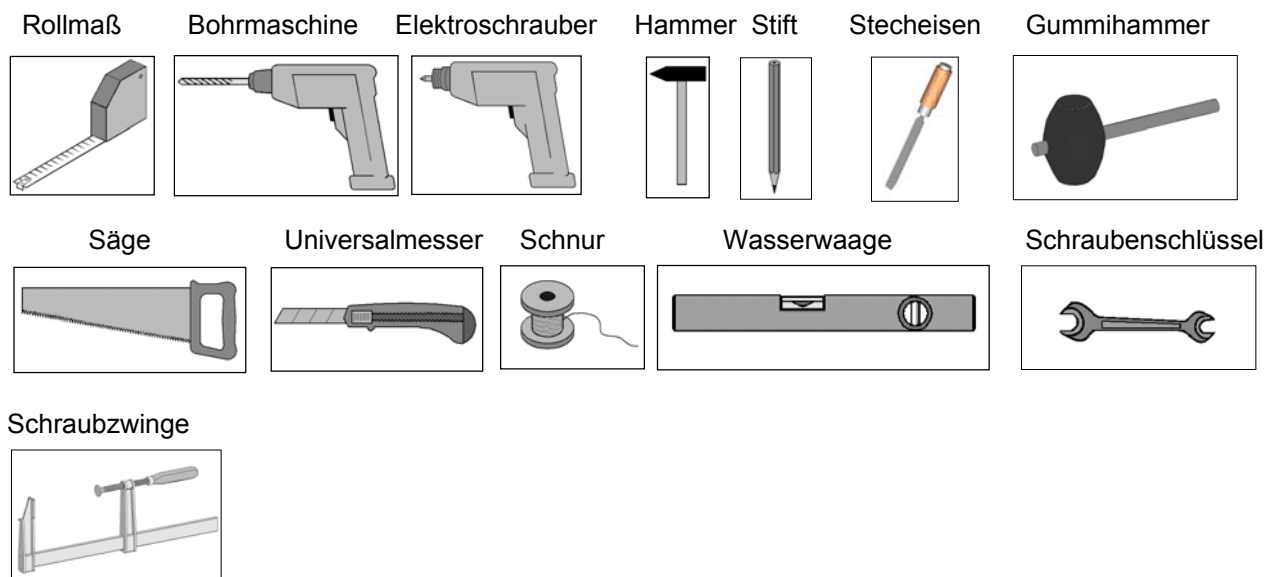 Rollmaß Bohrmaschine Elektroschrauber Hammer Stift Stecheisen Gummihammer
Säge Universalmesser Schnur Wasserwaage Schraubenschlüssel
Schraubzwinge